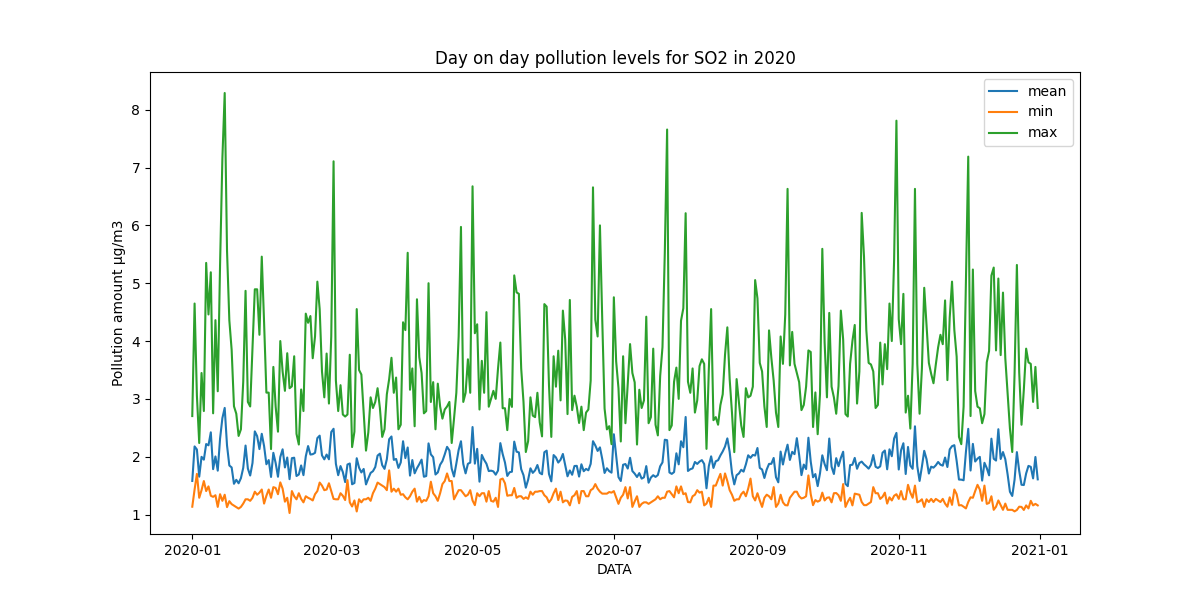 Day on day pollution levels for SO2 in 2020
mean
min
max
8
7
6
5
4
3
2
1
Pollution amount µg/m3
2020-01
2020-03
2020-05
2020-07
2020-09
2020-11
2021-01
DATA